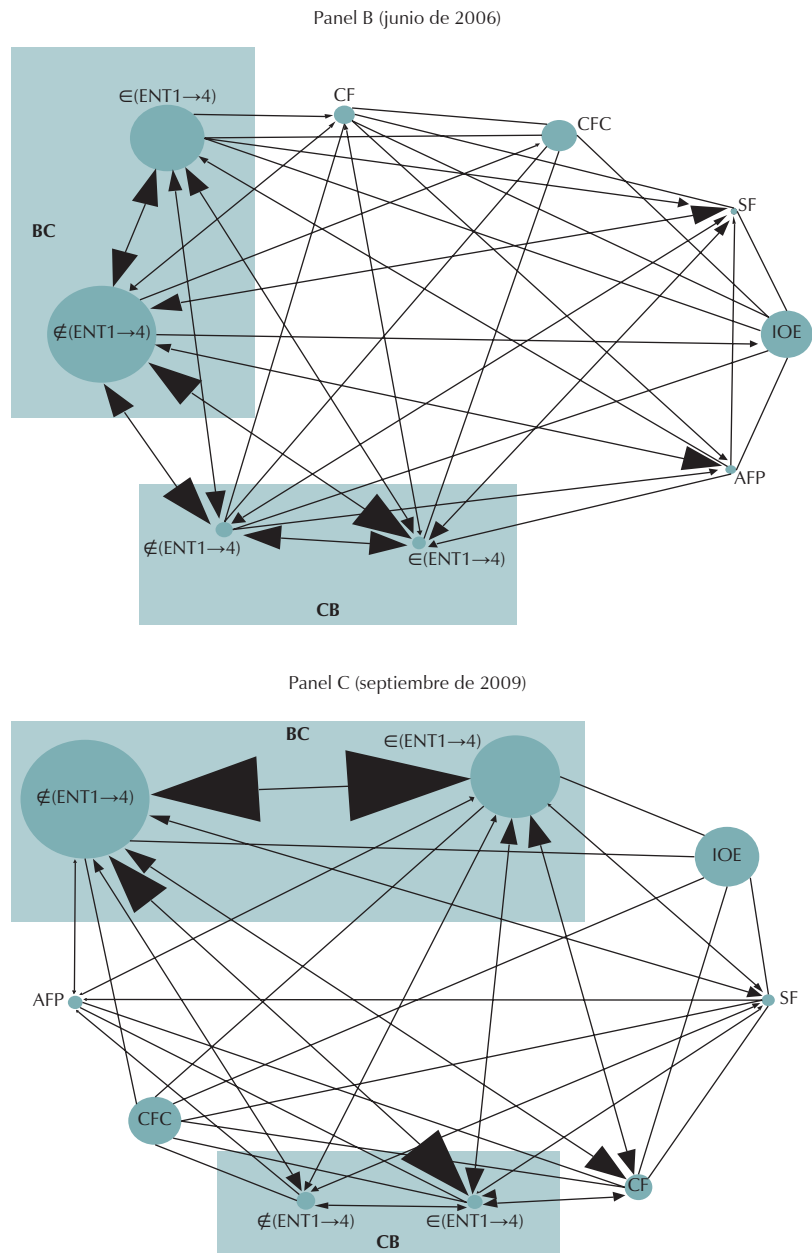 Panel B (junio de 2006)
∈(ENT1→4)
CF
CFC
SF
BC
∉(ENT1→4)
IOE
AFP
∉(ENT1→4)
∈(ENT1→4)
CB
Panel C (septiembre de 2009)
BC
∈(ENT1→4)
∉(ENT1→4)
IOE
AFP
SF
CFC
CF
∉(ENT1→4)
∈(ENT1→4)
CB